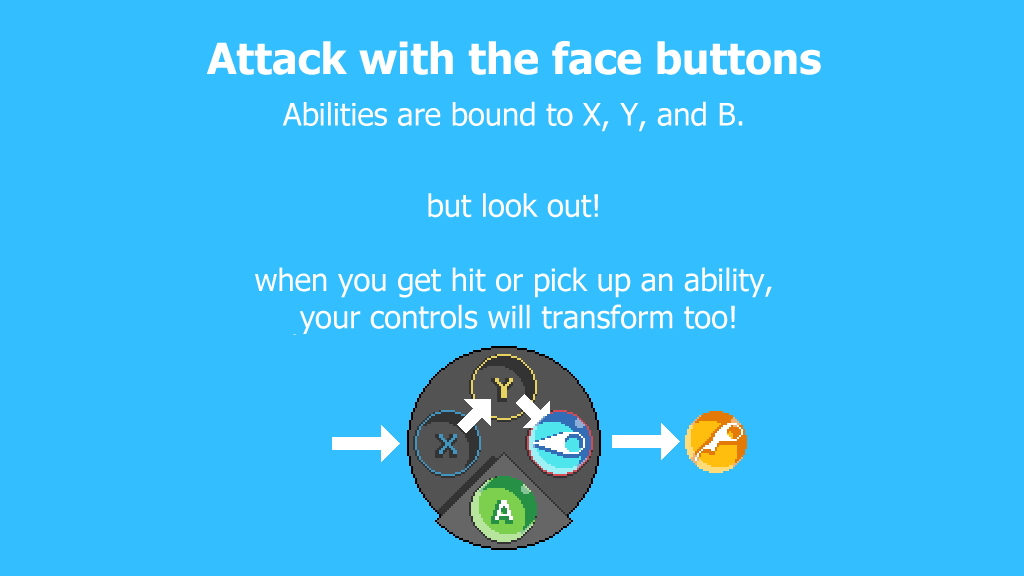 Attack with the face buttons
Abilities are bound to X, Y, and B.
but look out!
when you get hit or pick up an ability,
your controls will transform too!
Y
X
A